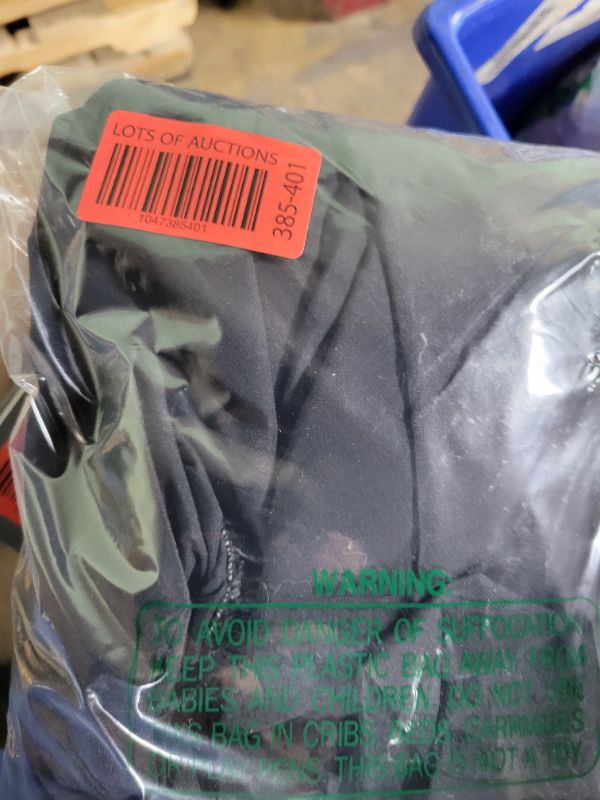 LOTS OF AUCTIONS
1047385401
385-401
WARNING:
TO AVOID DANGER OF SUFFOCATION
KEEP THIS PLASTIC BAG AWAY FROM
BABIES AND CHILDREN. DO NOT USE
THIS BAG IN CRIBS, BEDS, CARRIAGES
OR PLAY PENS. THIS BAG IS NOT A TOY.